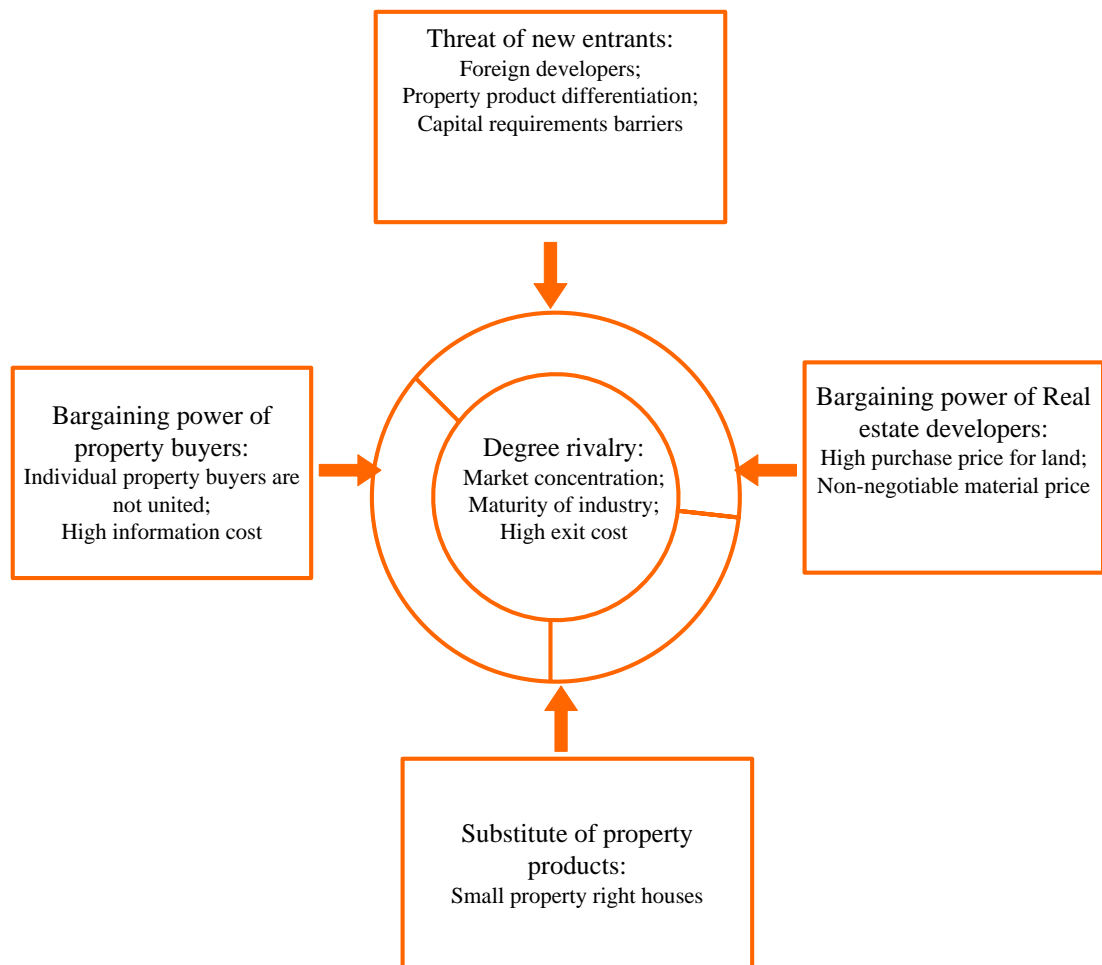 Threat of new entrants:
Foreign developers;
Property product differentiation;
Capital requirements barriers
Bargaining power of
property buyers:
Individual property buyers are
not united;
High information cost
Degree rivalry:
Market concentration;
Maturity of industry;
High exit cost
Bargaining power of Real
estate developers:
High purchase price for land;
Non-negotiable material price
Substitute of property
products:
Small property right houses